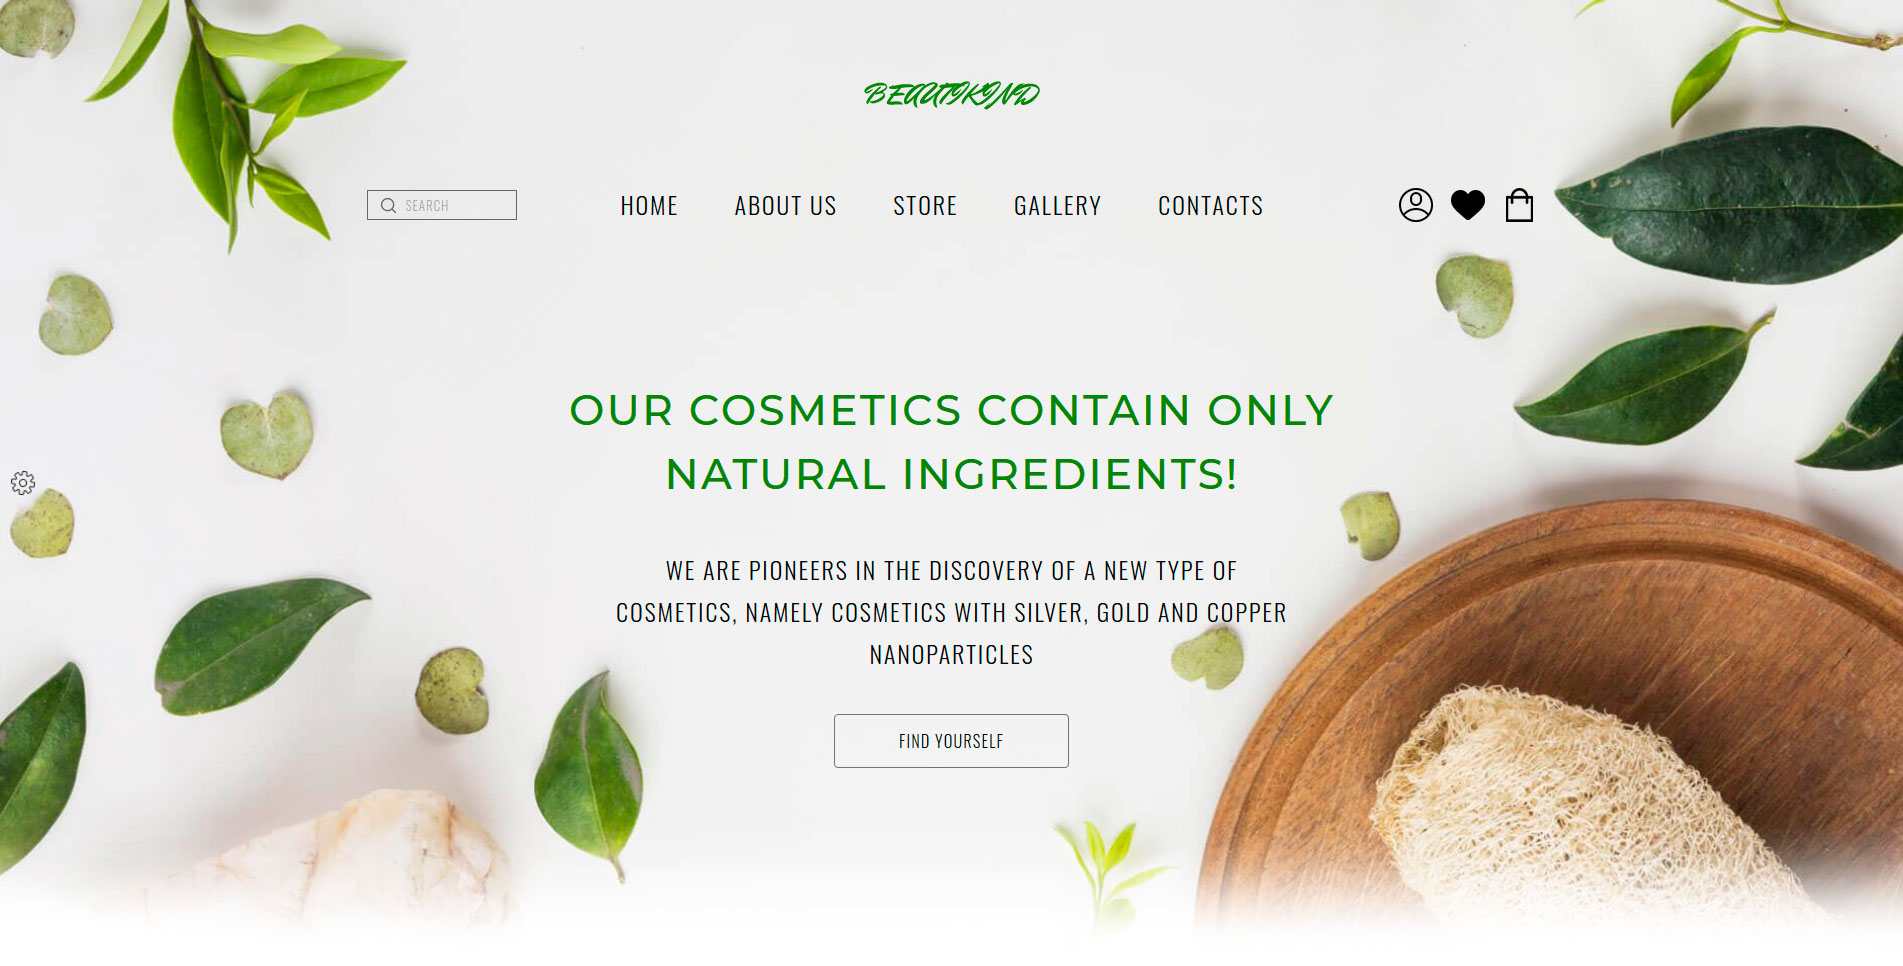 BEAUTIKIND
SEARCH
HOME
ABOUT US
STORE
GALLERY
CONTACTS
OUR COSMETICS CONTAIN ONLY
NATURAL INGREDIENTS!
WE ARE PIONEERS IN THE DISCOVERY OF A NEW TYPE OF
COSMETICS, NAMELY COSMETICS WITH SILVER, GOLD AND COPPER
NANOPARTICLES
FIND YOURSELF